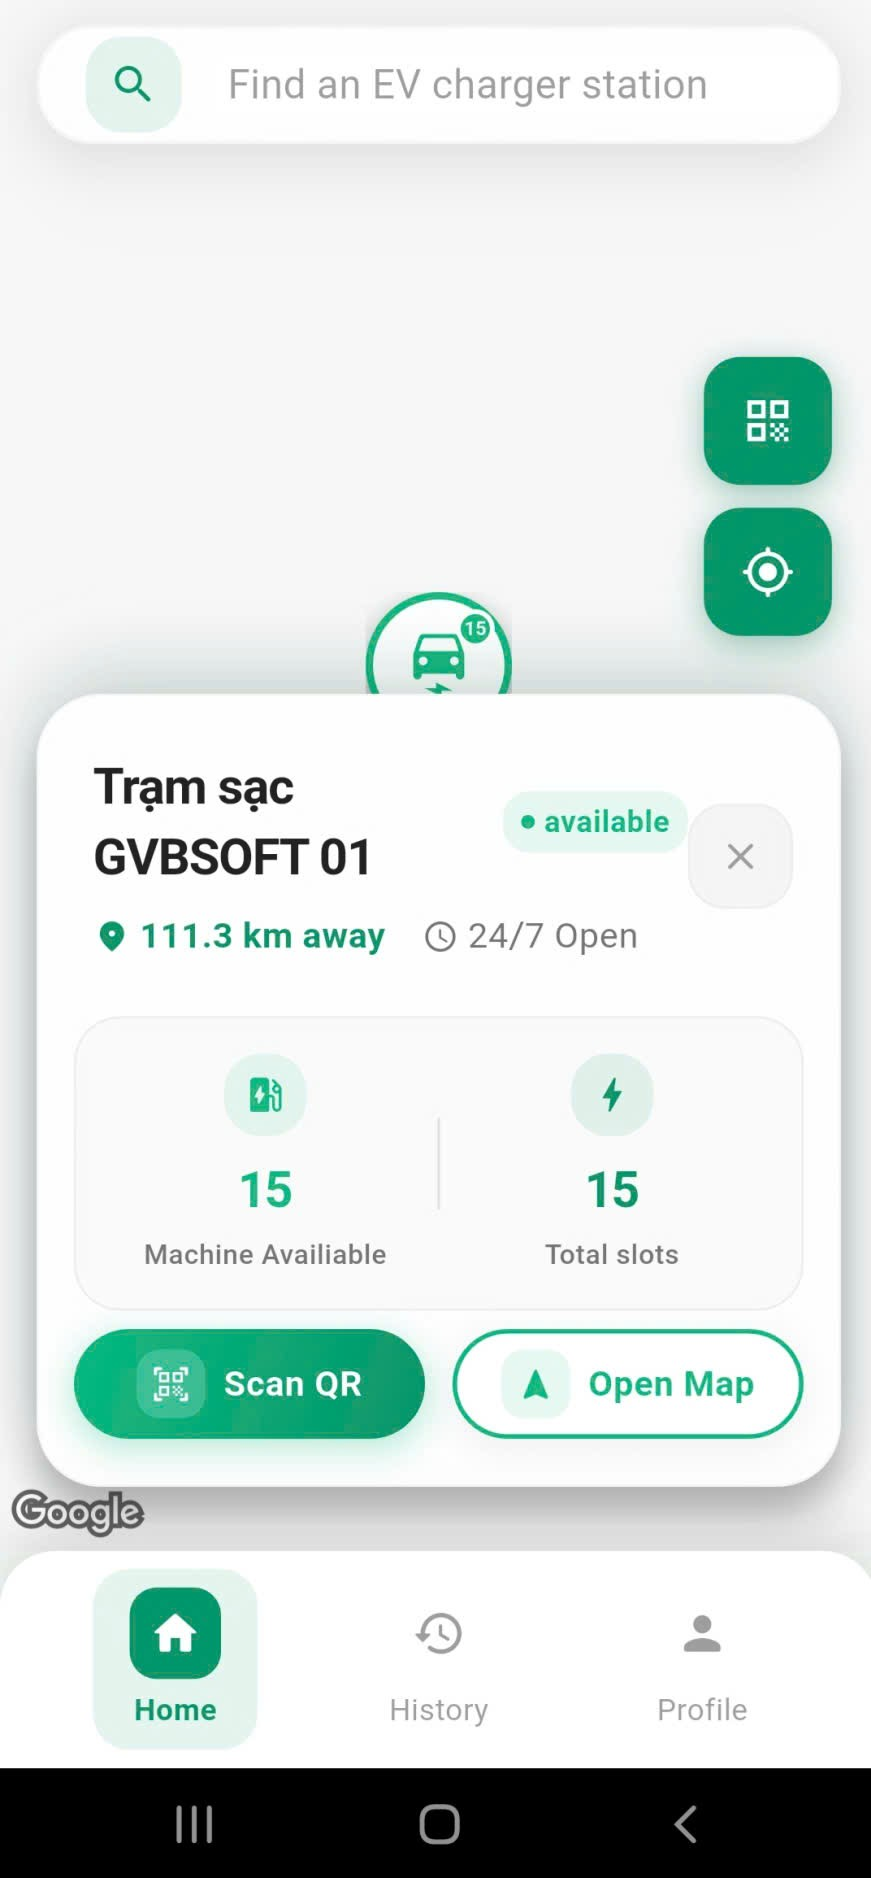 Find an EV charger station
15
Trạm sạc
GVBSOFT 01
available
111.3 km away
24/7 Open
15
15
Machine Availiable
Total slots
Scan QR
Open Map
Google
Home
History
Profile